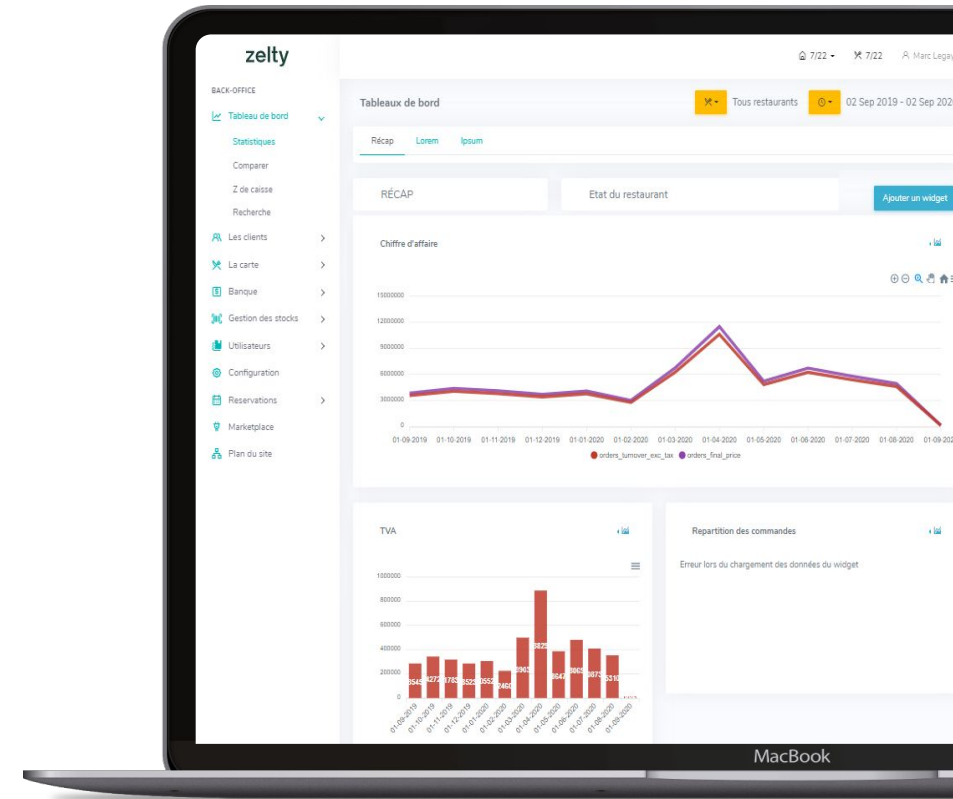 zelty
7/22 7/22 Marc Legay
BACK-OFFICE
Tableau de bord
Statistiques
Comparer
Z de caisse
Recherche
Les clients
La carte
Banque
Gestion des stocks
Utilisateurs
Configuration
Reservations
Marketplace
Plan du site
Tableaux de bord
Tous restaurants
02 Sep 2019 - 02 Sep 202
Récap Lorem Ipsum
RÉCAP
Etat du restaurant
Ajouter un widget
Chiffre d'affaire
15000000
12000000
9000000
6000000
3000000
0
01-09-2019 01-10-2019 01-11-2019 01-12-2019 01-01-2020 01-02-2020 01-03-2020 01-04-2020 01-05-2020 01-06-2020 01-07-2020 01-08-2020 01-09-202
orders_turnover_exc_tax orders_final_price
TVA
1000000
800000
600000
400000
200000
0
01-09-2019 01-10-2019 01-11-2019 01-12-2019 01-01-2020 01-02-2020 01-03-2020 01-04-2020 01-05-2020 01-06-2020 01-07-2020 01-08-2020 01-09-2020
Repartition des commandes
Erreur lors du chargement des données du widget
MacBook